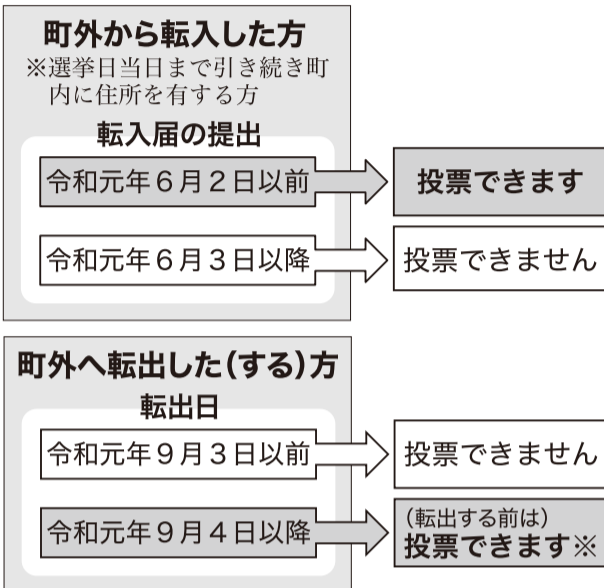 町外から転入した方
※選挙日当日まで引き続き町
内に住所を有する方
転入届の提出
令和元年６月２日以前
投票できます
令和元年６月３日以降
投票できません
町外へ転出した(する)方
転出日
令和元年９月３日以前
投票できません
令和元年９月４日以降
(転出する前は)
投票できます※